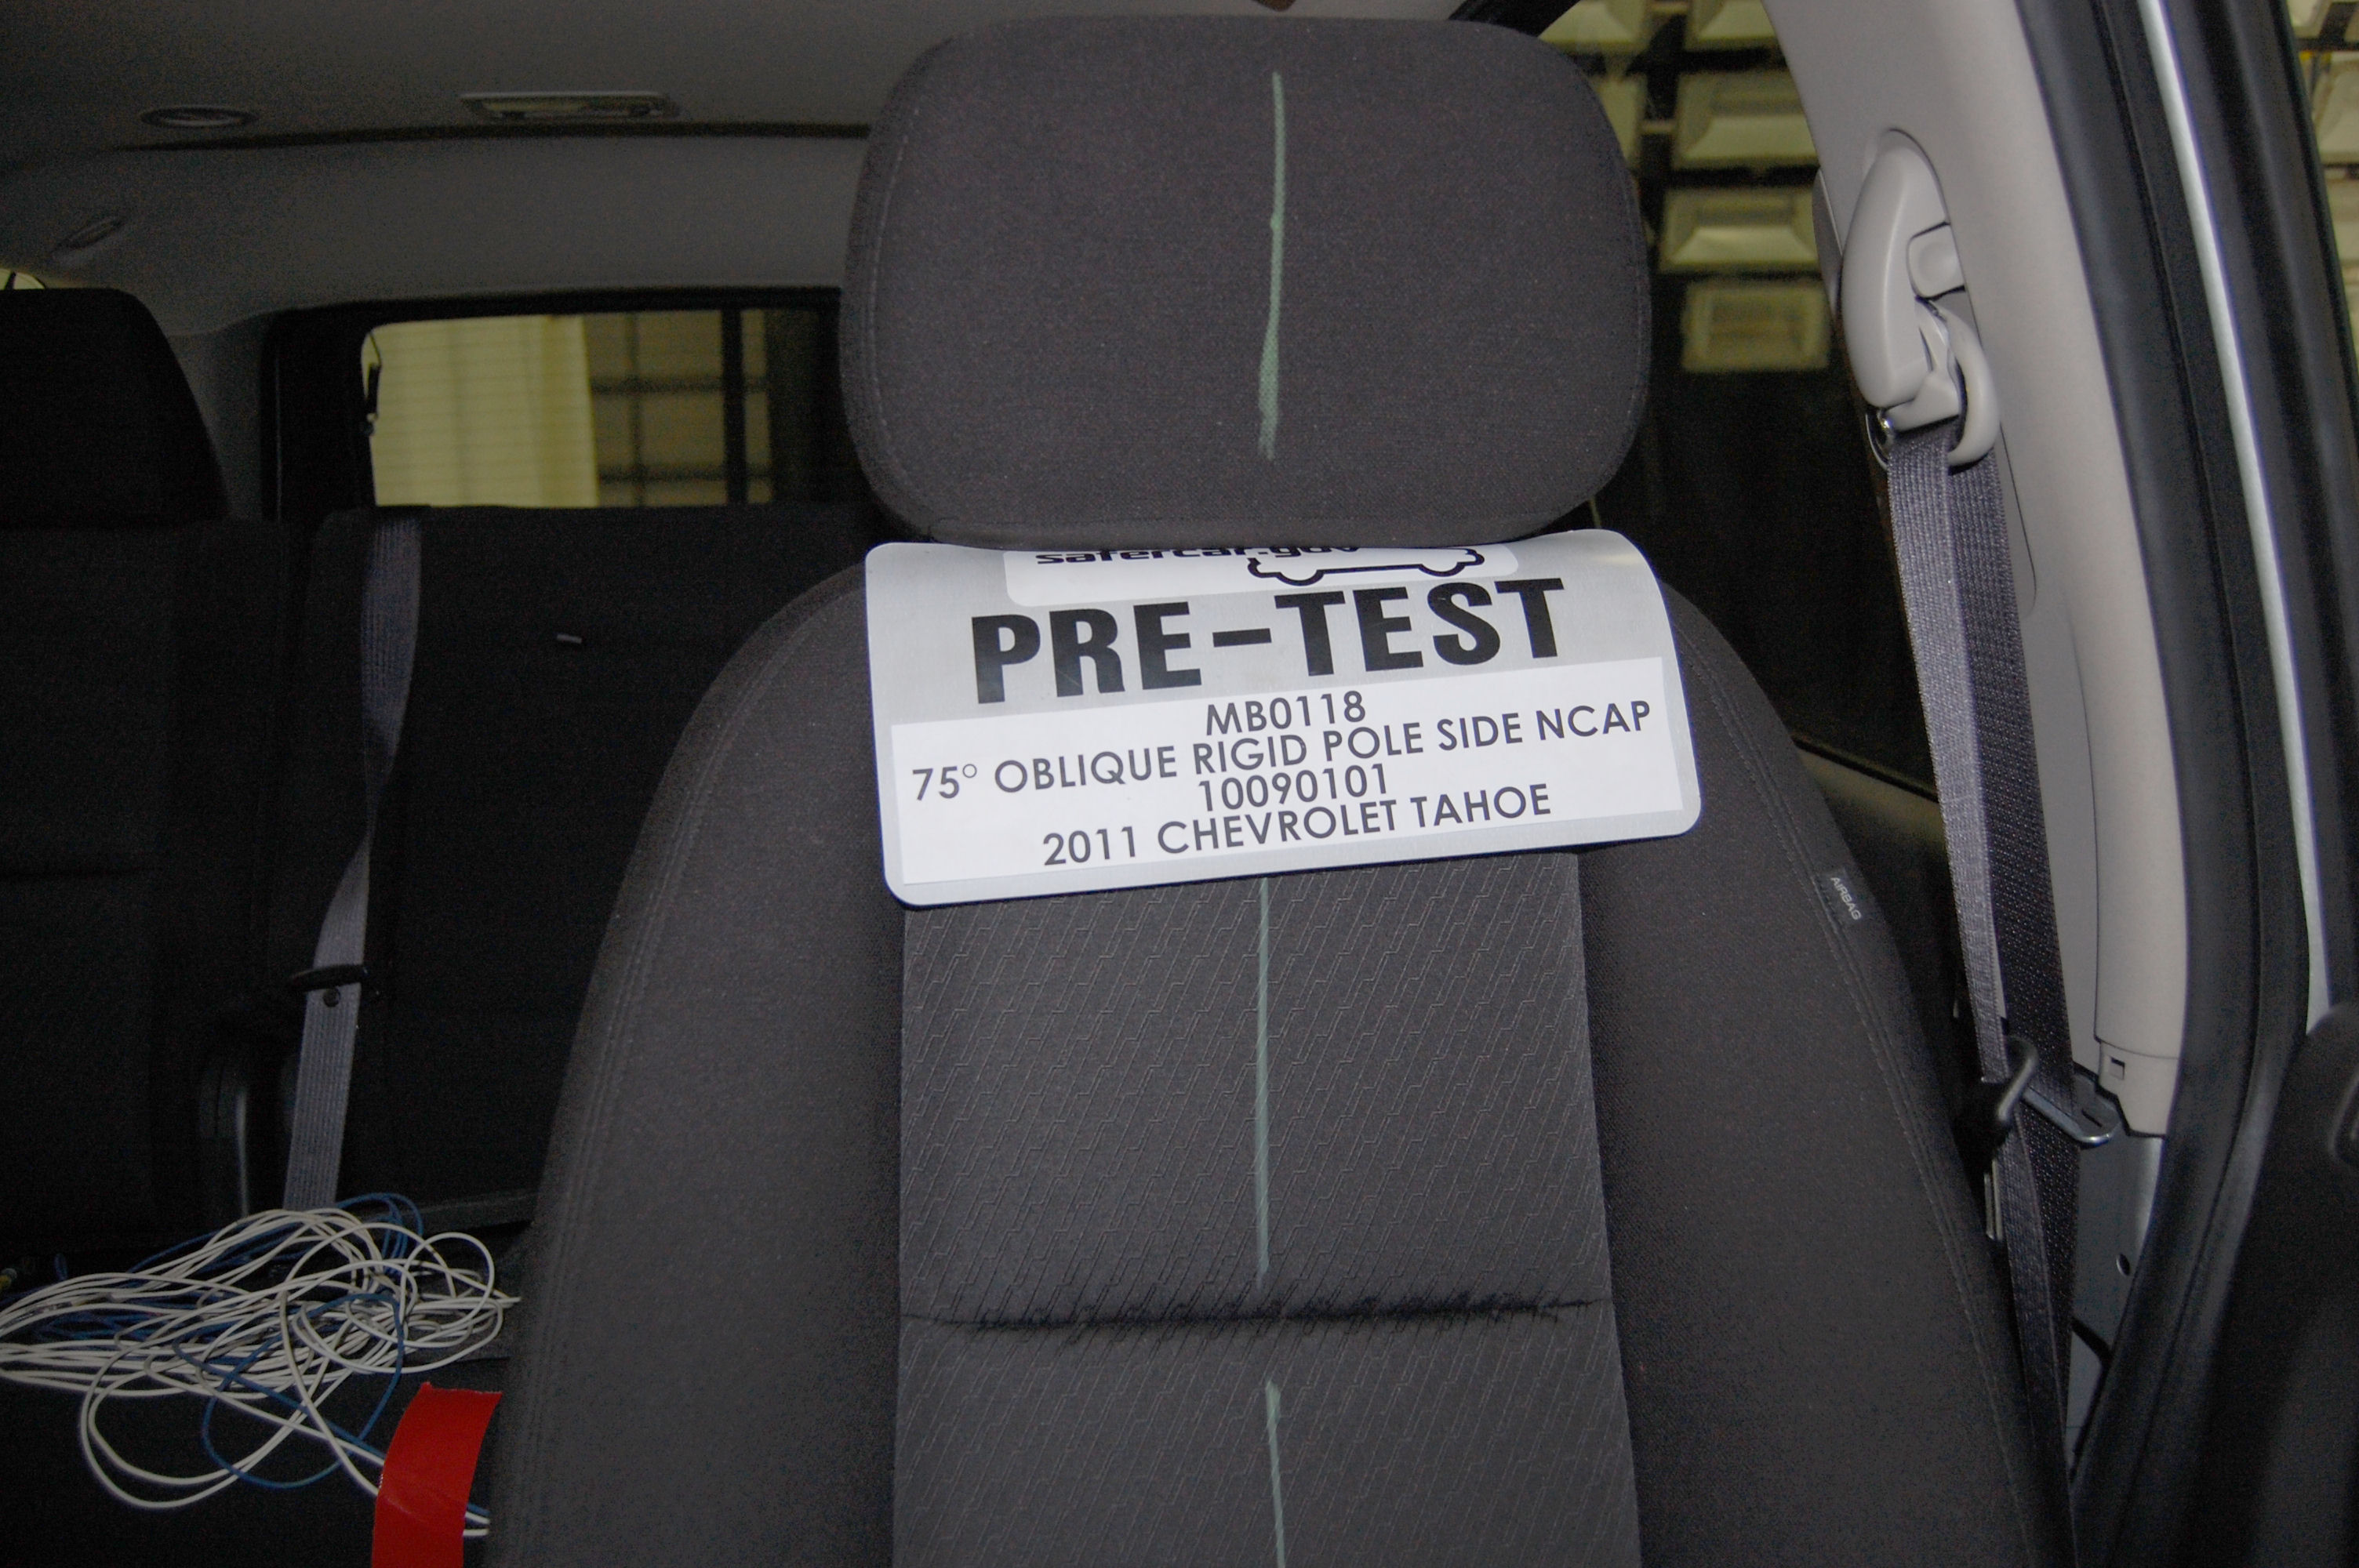 safercar.gov
PRE-TEST
MB0118
75° OBLIQUE RIGID POLE SIDE NCAP
10090101
2011 CHEVROLET TAHOE
AIRBAG